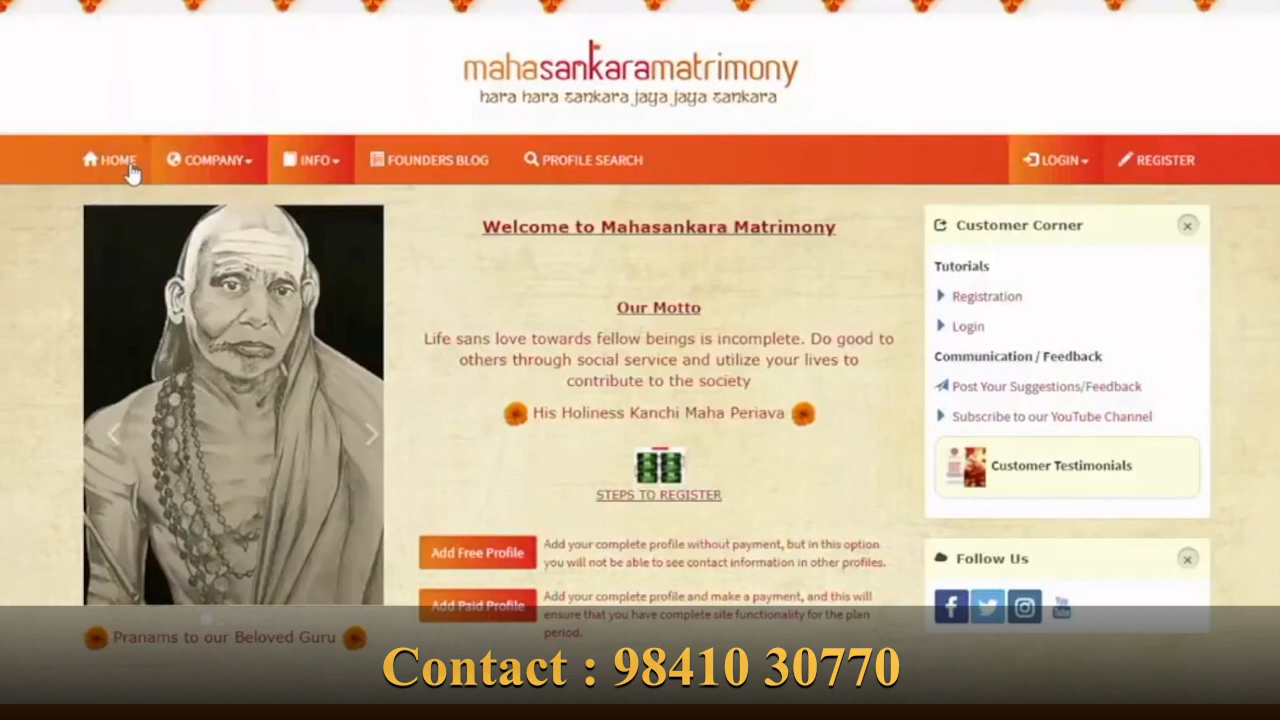 mahasankaramatrimony
hara hara sankara jaya jaya sankara
HOME
COMPANY
INFO
FOUNDERS BLOG
PROFILE SEARCH
LOGIN
REGISTER
Welcome to Mahasankara Matrimony
Our Motto
Life sans love towards fellow beings is incomplete. Do good to
others through social service and utilize your lives to
contribute to the society
His Holiness Kanchi Maha Periava
STEPS TO REGISTER
Add Free Profile
Add your complete profile without payment, but in this option
you will not be able to see contact information in other profiles.
Add Paid Profile
Add your complete profile and make a payment, and this will
ensure that you have complete site functionality for the plan
period.
Pranams to our Beloved Guru
Customer Corner
Tutorials
Registration
Login
Communication / Feedback
Post Your Suggestions/Feedback
Subscribe to our YouTube Channel
Customer Testimonials
Follow Us
You
Tube
Contact : 98410 30770